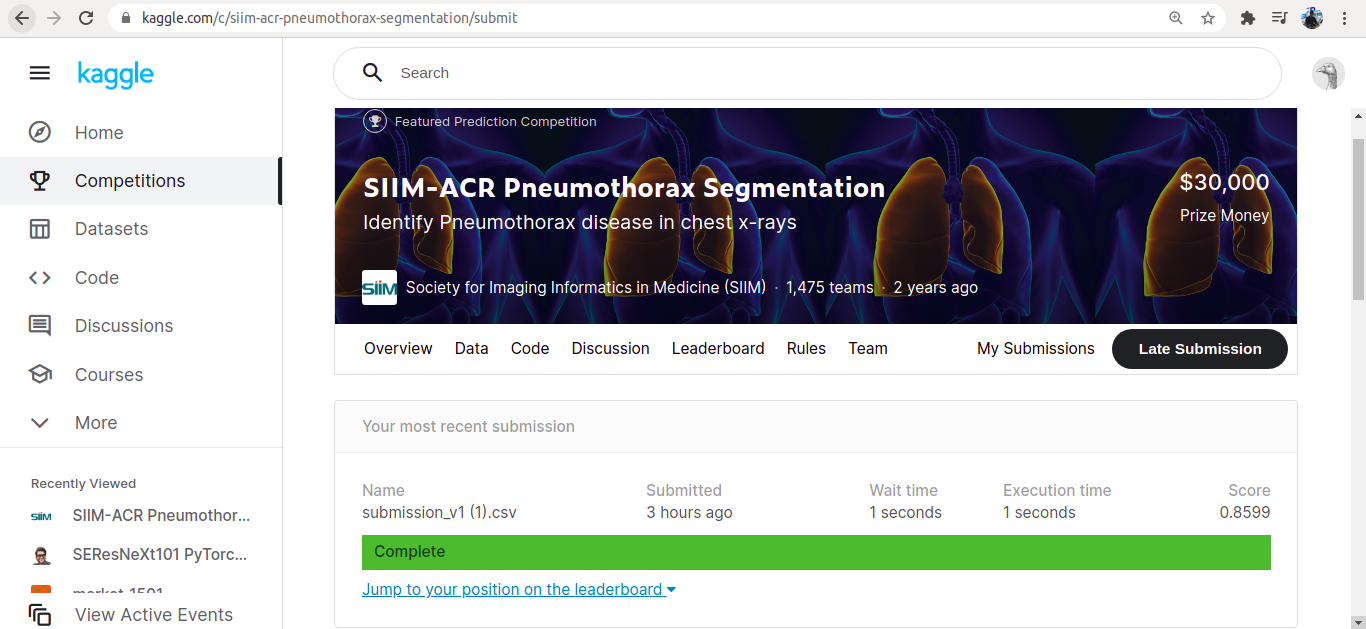 kaggle.com/c/siim-acr-pneumothorax-segmentation/submit
kaggle
Search
Home
Competitions
Datasets
Code
Discussions
Courses
More
Recently Viewed
SIIM-ACR Pneumothor...
SEResNeXt101 PyTorc...
market-1501
View Active Events
Featured Prediction Competition
SIIM-ACR Pneumothorax Segmentation
Identify Pneumothorax disease in chest x-rays
$30,000
Prize Money
SiiM
Society for Imaging Informatics in Medicine (SIIM) · 1,475 teams · 2 years ago
Overview Data Code Discussion Leaderboard Rules Team My Submissions Late Submission
Your most recent submission
Name Submitted Wait time Execution time Score
submission_v1 (1).csv 3 hours ago 1 seconds 1 seconds 0.8599
Complete
Jump to your position on the leaderboard